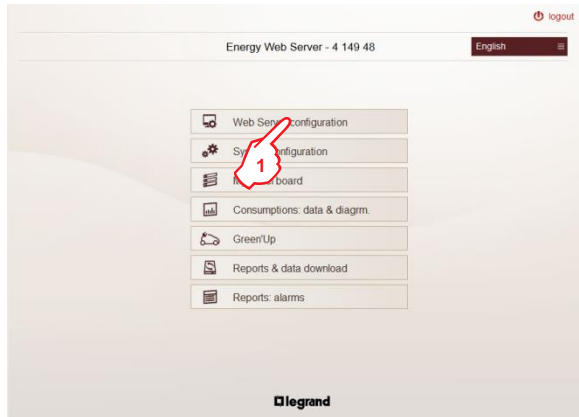 logout
Energy Web Server - 4 149 48
English
Web Serv configuration
Sy nfiguration
1
board
Consumptions: data & diagrm.
Green'Up
Reports & data download
Reports: alarms
legrand